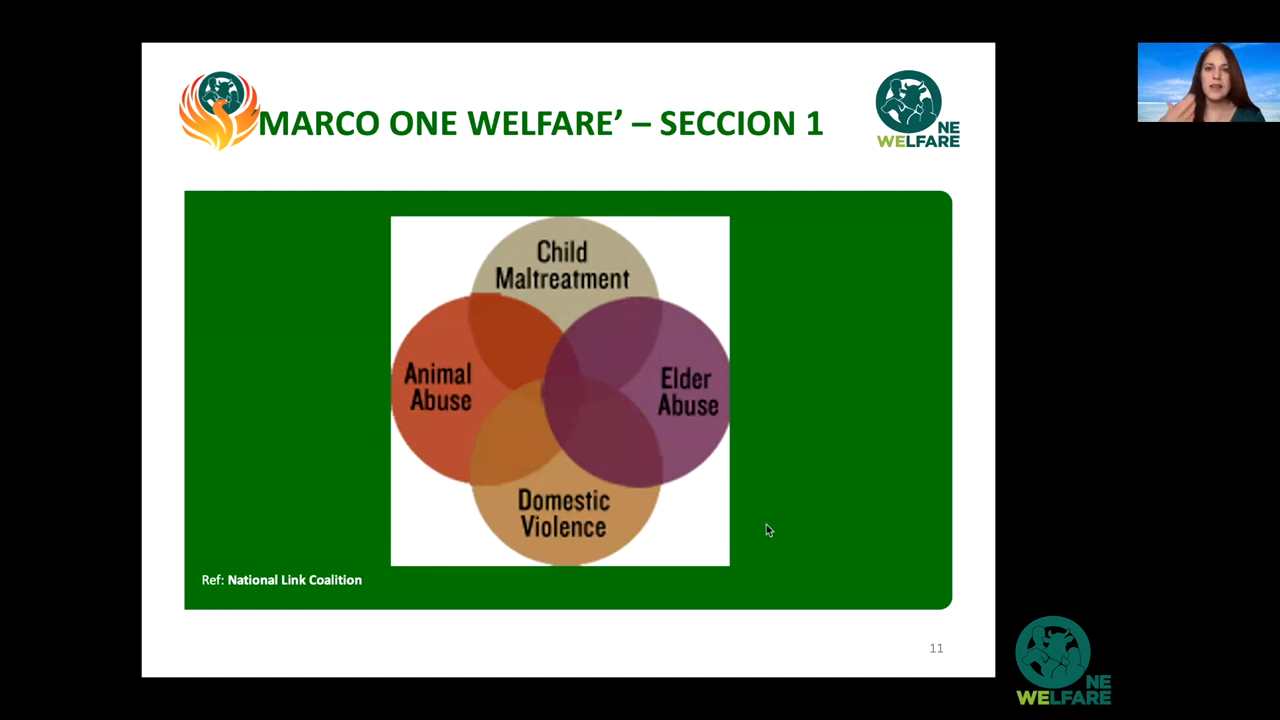 ‘MARCO ONE WELFARE’ – SECCION 1
NE
WELFARE
Child
Maltreatment
Animal
Abuse
Elder
Abuse
Domestic
Violence
Ref: National Link Coalition
11
NE
WELFARE